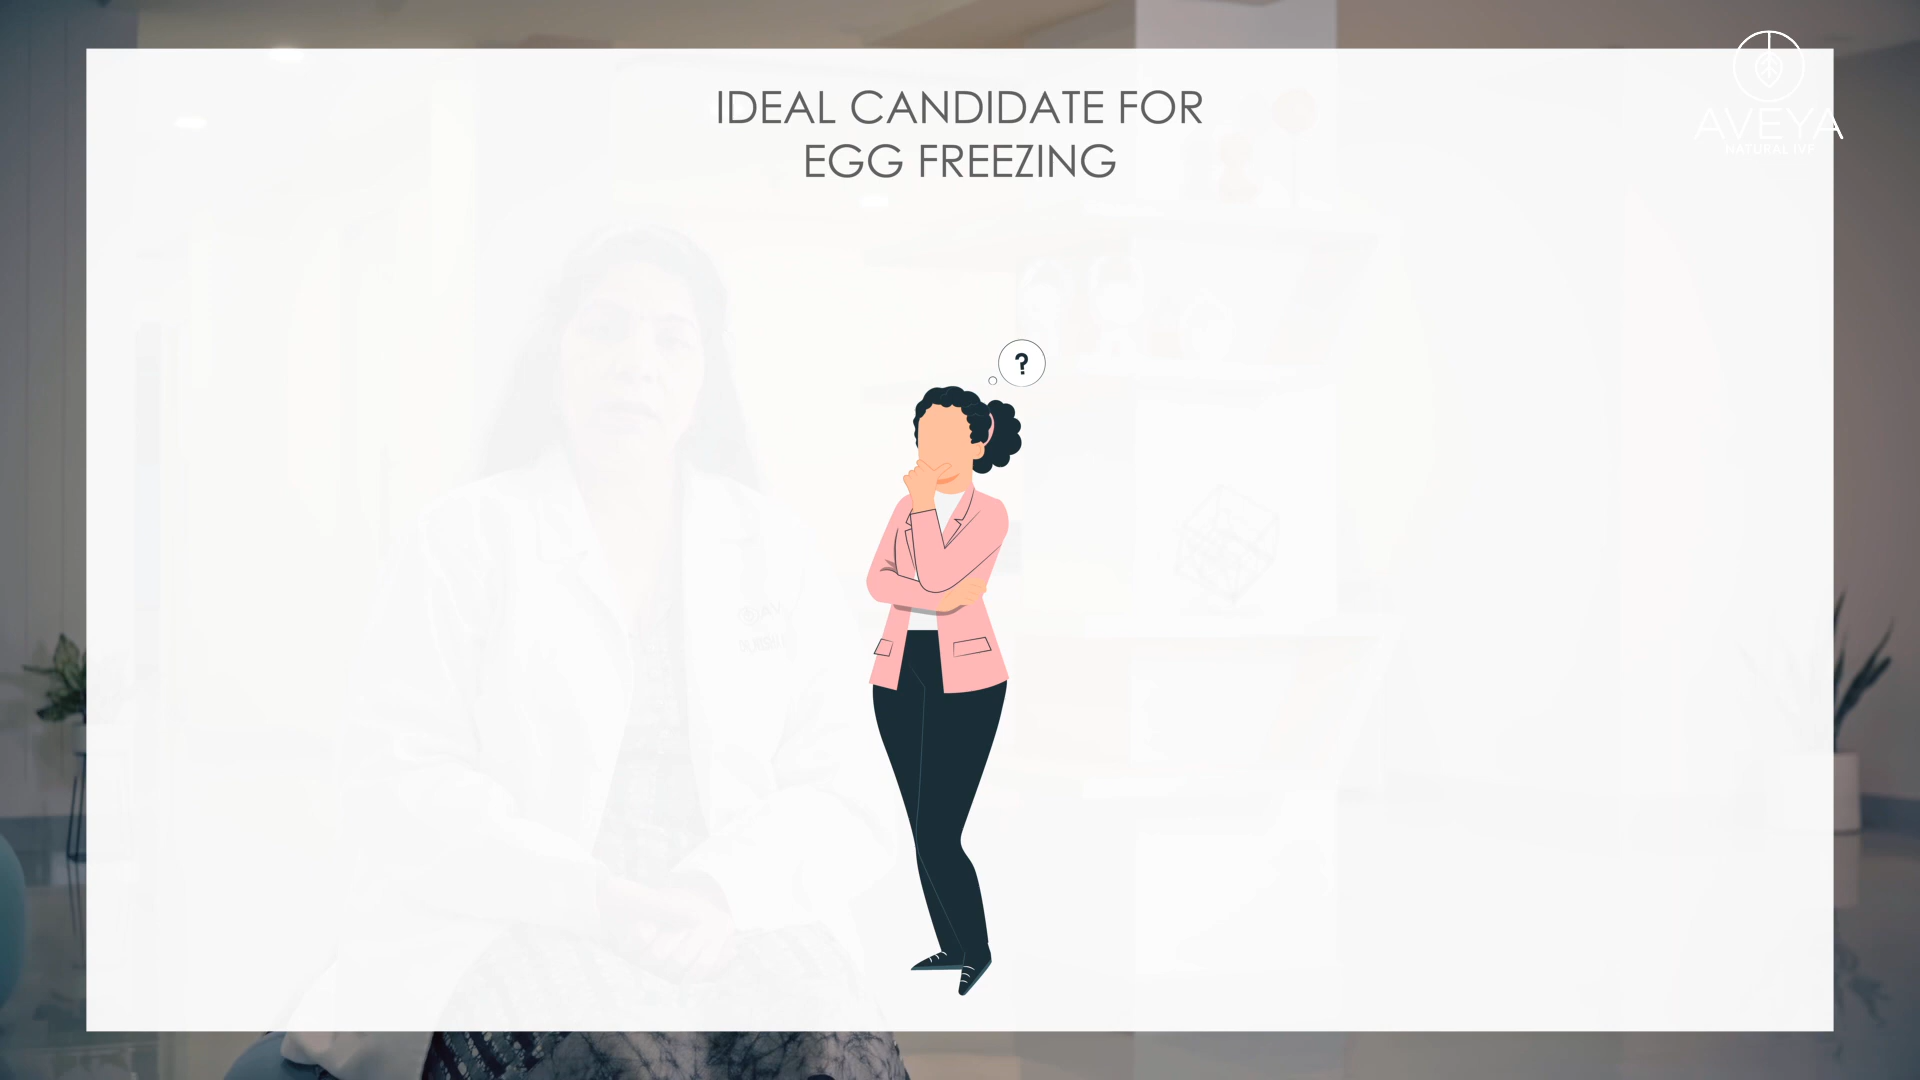 IDEAL CANDIDATE FOR
EGG FREEZING
?
AVEYA
NATURAL IVF